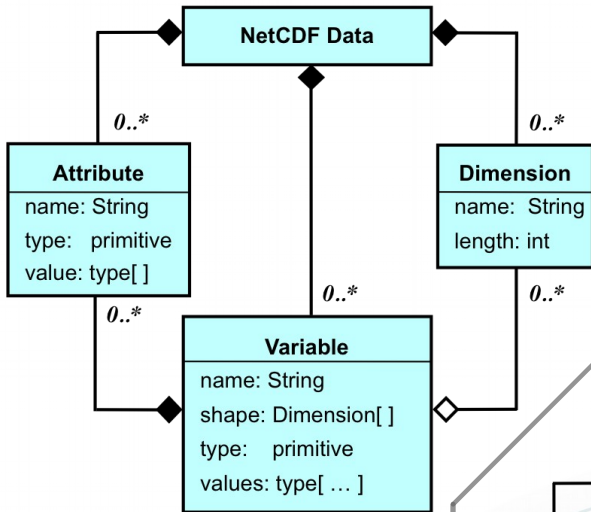 NetCDF Data
0..*
0..*
Attribute
name: String
type: primitive
value: type[ ]
Dimension
name: String
length: int
0..*
0..*
0..*
Variable
name: String
shape: Dimension[ ]
type: primitive
values: type[ ... ]